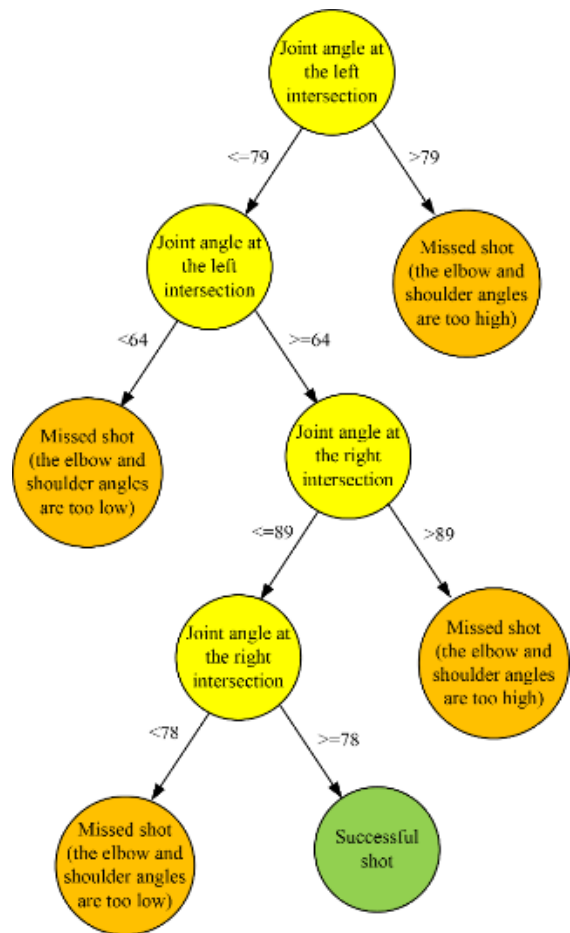 Joint angle at
the left
intersection
<=79
>79
Joint angle at
the left
intersection
Missed shot
(the elbow and
shoulder angles
are too high)
<64
>=64
Missed shot
(the elbow and
shoulder angles
are too low)
Joint angle at
the right
intersection
<=89
>89
Joint angle at
the right
intersection
Missed shot
(the elbow and
shoulder angles
are too high)
<78
>=78
Missed shot
(the elbow and
shoulder angles
are too low)
Successful
shot